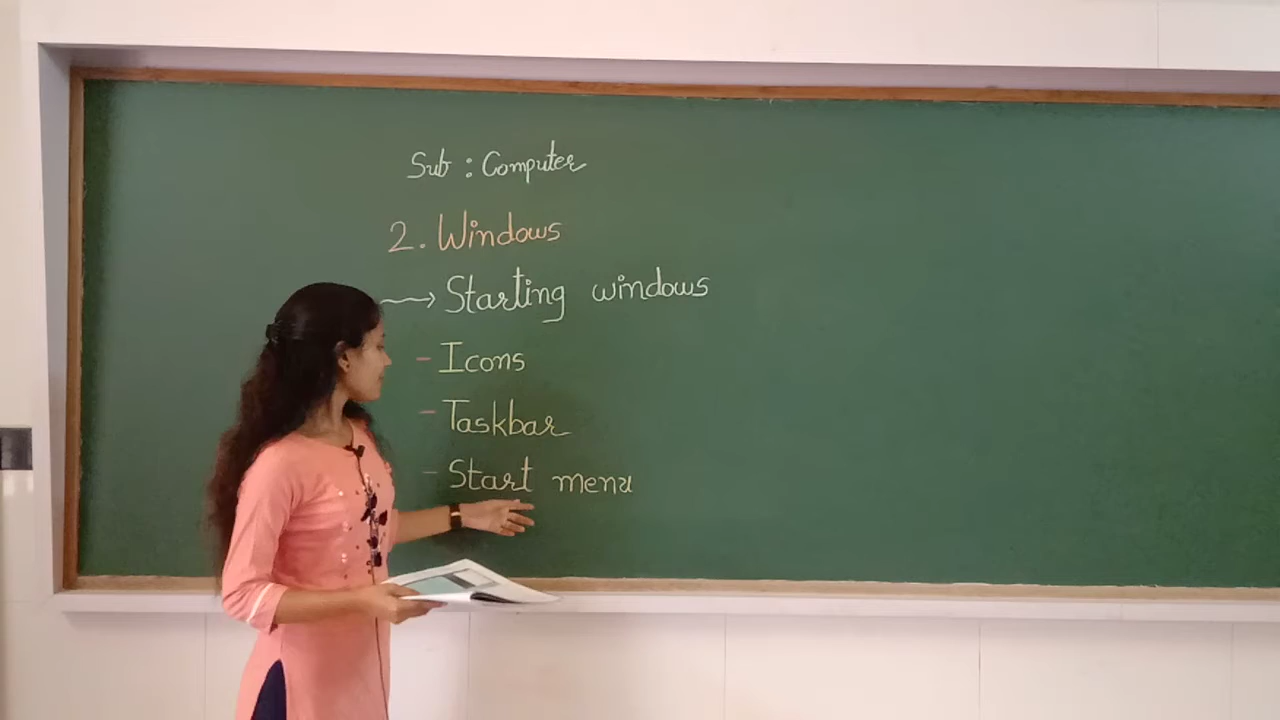 Sub : Computer
2. Windows
→ Starting windows
- Icons
- Taskbar
- Start menu